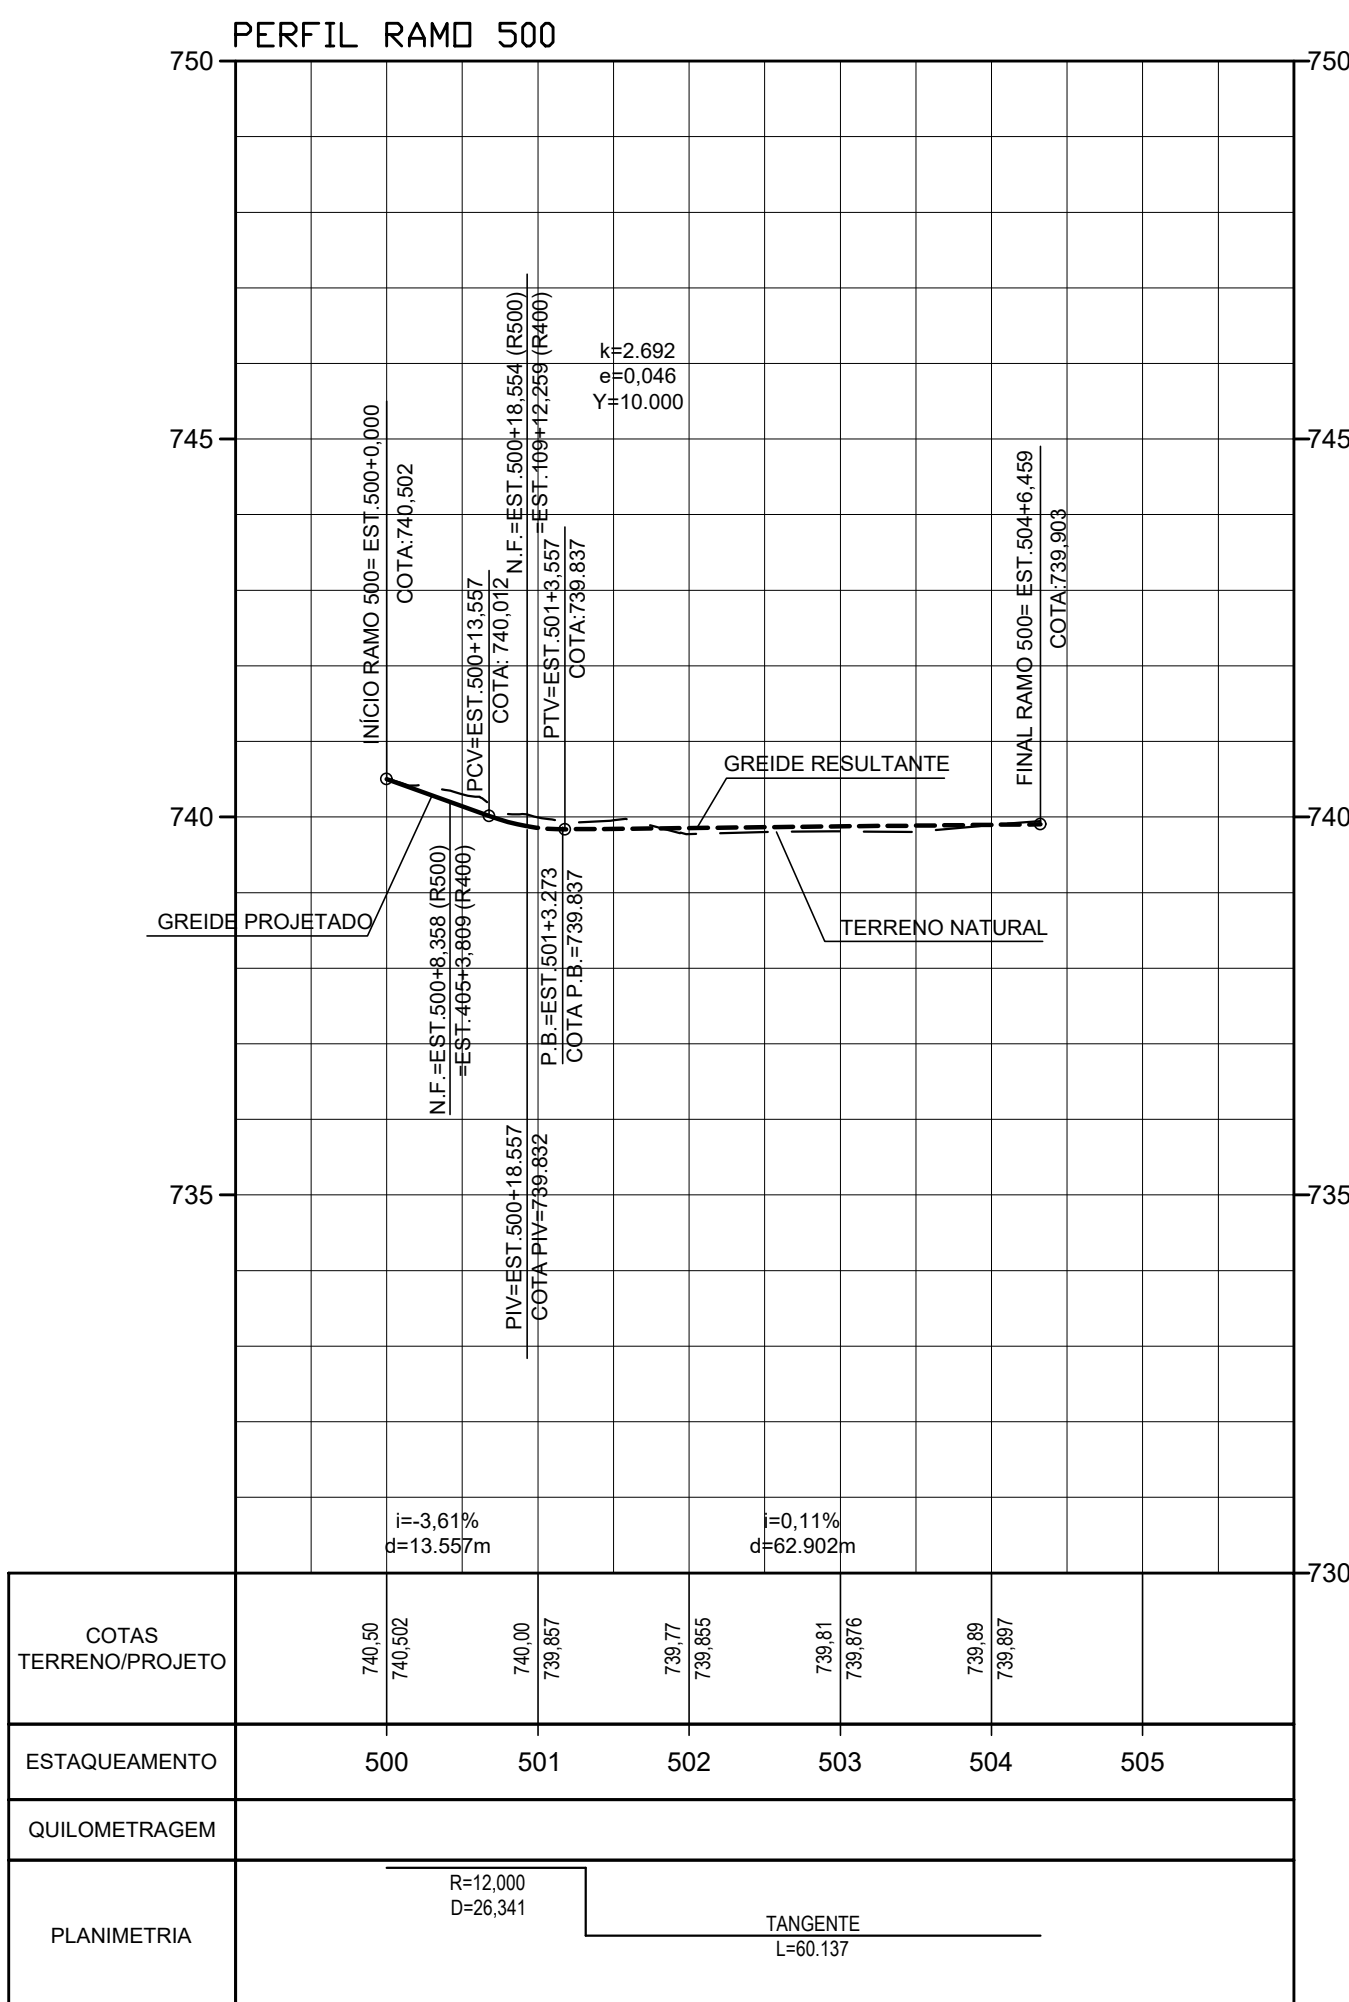 PERFIL RAMO 500
750
750
745
745
740
740
735
735
730
INÍCIO RAMO 500= EST.500+0,000
COTA:740,502
PCV=EST.500+13,557
COTA: 740,012
N.F.=EST.500+18,554 (R500)
=EST.109+12,259 (R400)
PTV=EST.501+3,557
COTA:739.837
k=2.692
e=0,046
Y=10.000
FINAL RAMO 500= EST.504+6,459
COTA:739,903
GREIDE RESULTANTE
GREIDE PROJETADO
TERRENO NATURAL
N.F.=EST.500+8,358 (R500)
=EST.405+3,809 (R400)
P.B.=EST.501+3.273
COTA P.B.=739.837
PIV=EST.500+18.557
COTA PIV=739.832
i=-3,61%
d=13.557m
i=0,11%
d=62.902m
COTAS
TERRENO/PROJETO
740,50
740,502
740,00
739,857
739,77
739,855
739,81
739,876
739,89
739,897
ESTAQUEAMENTO
500
501
502
503
504
505
QUILOMETRAGEM
PLANIMETRIA
R=12,000
D=26,341
TANGENTE
L=60.137